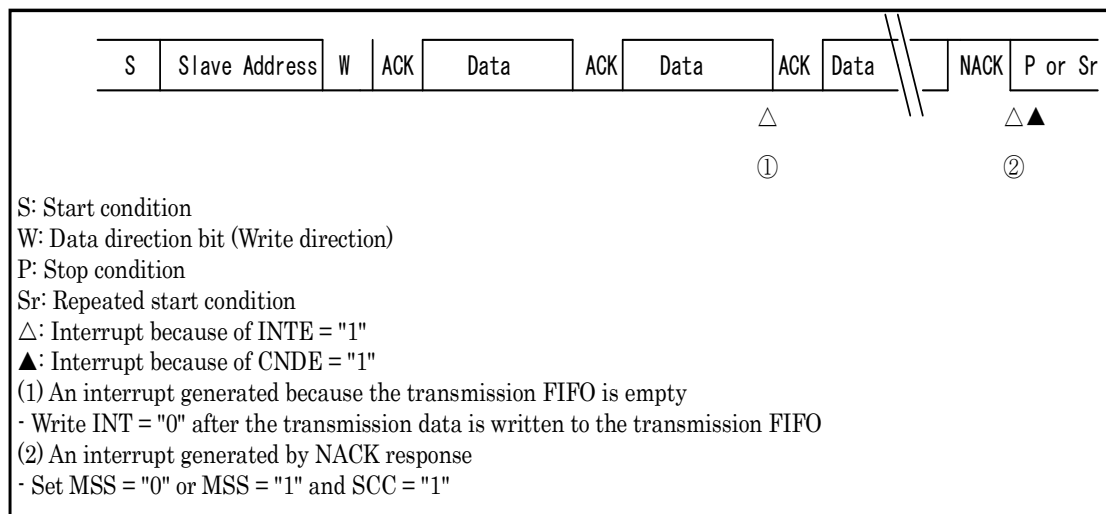 S Slave Address W ACK Data ACK Data ACK Data NACK P or Sr
△ △▲
① ②
S: Start condition
W: Data direction bit (Write direction)
P: Stop condition
Sr: Repeated start condition
△: Interrupt because of INTE = "1"
▲: Interrupt because of CNDE = "1"
(1) An interrupt generated because the transmission FIFO is empty
- Write INT = "0" after the transmission data is written to the transmission FIFO
(2) An interrupt generated by NACK response
- Set MSS = "0" or MSS = "1" and SCC = "1"